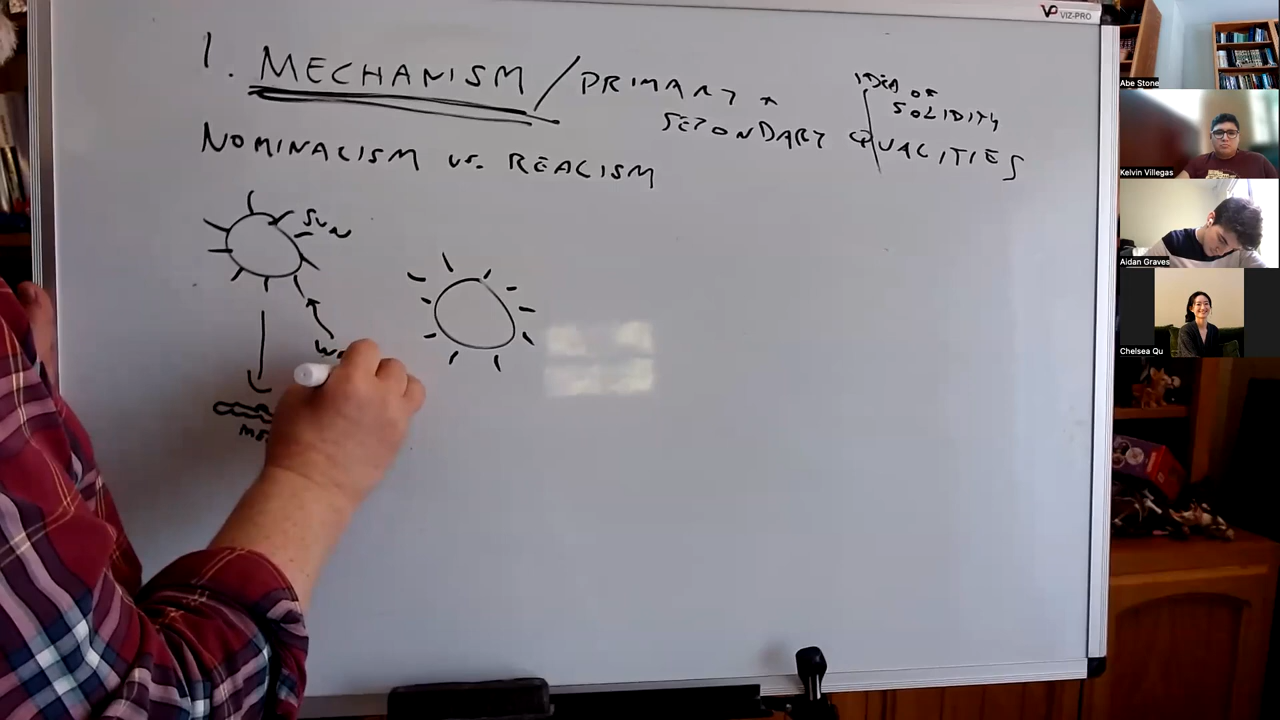 VIZ-PRO
1. MECHANISM / PRIMARY +
SECONDARY QUALITIES
IDEA OF
SOLIDITY
NOMINALISM vs. REALISM
SUN
Abe Stone
Kelvin Villegas
Aidan Graves
Chelsea Qu